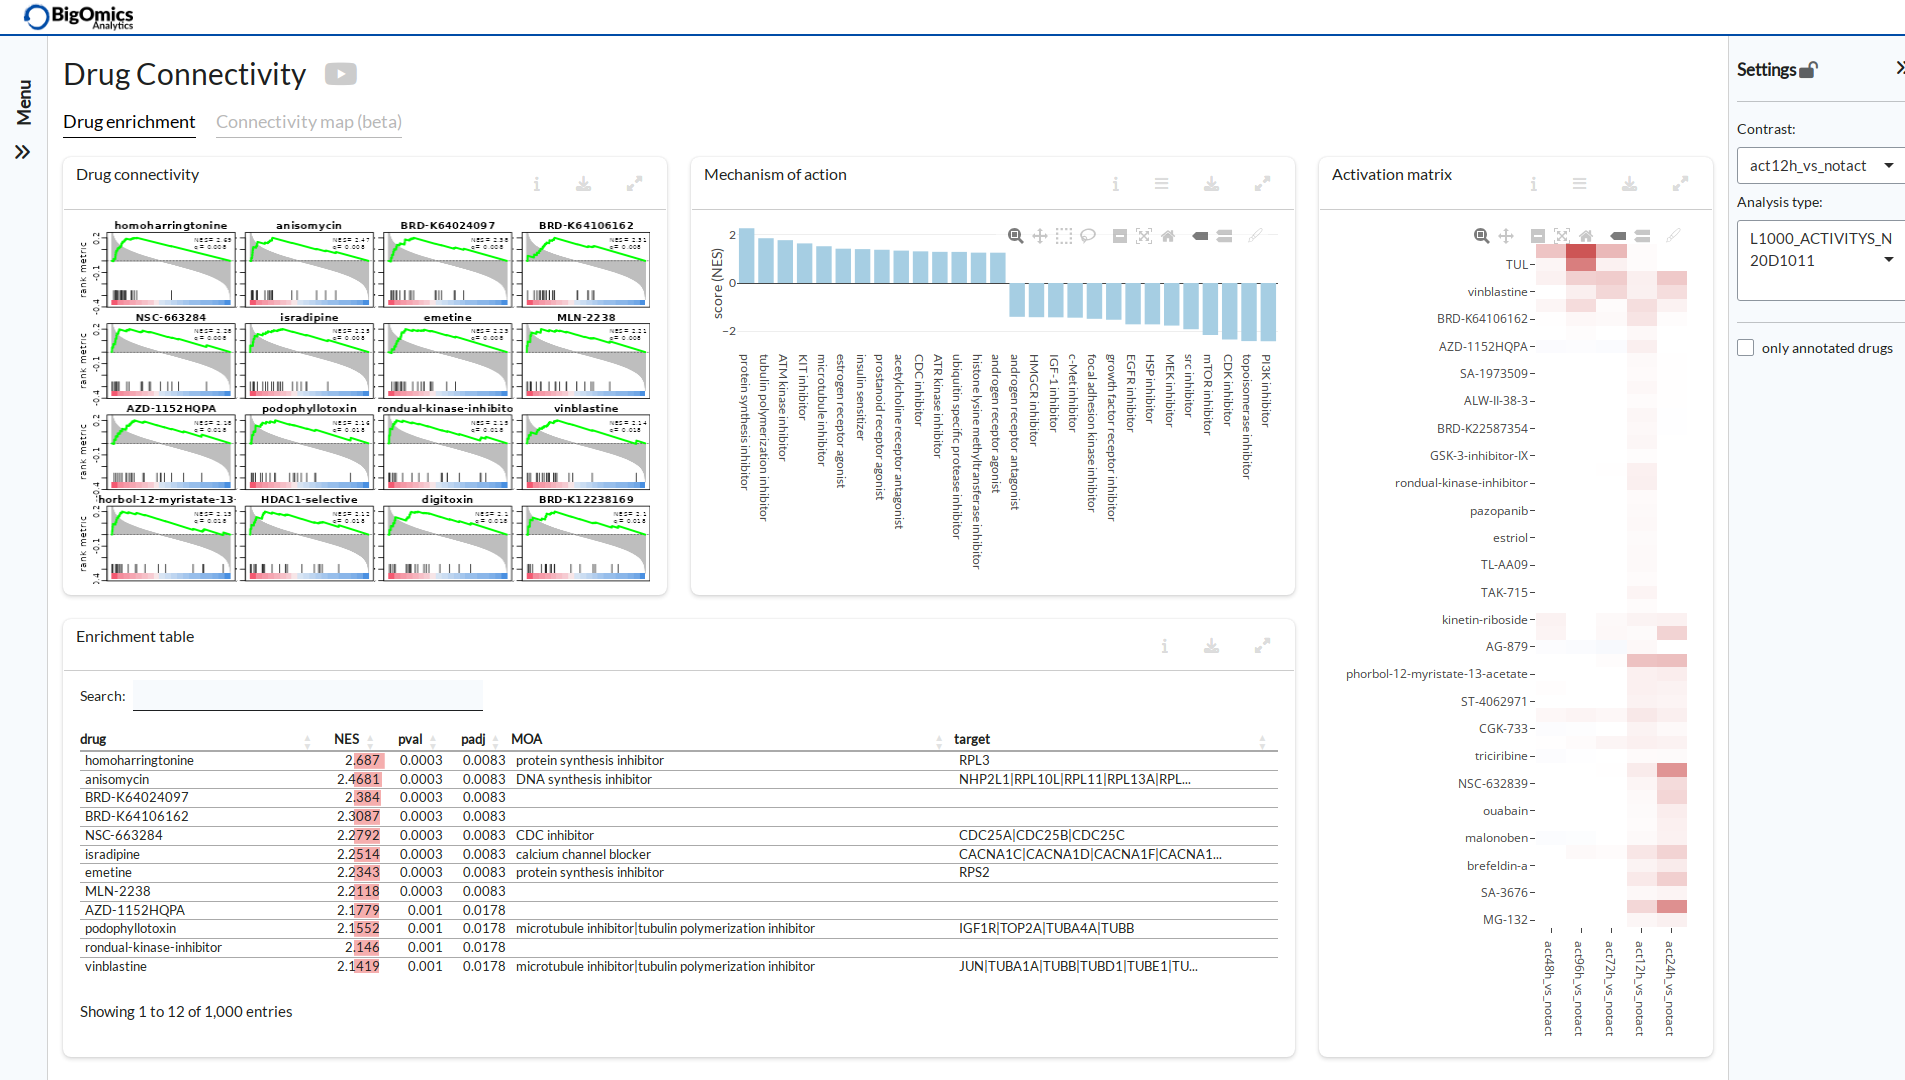 BigOmics
Analytics
Menu
Drug Connectivity
Drug enrichment
Connectivity map (beta)
Drug connectivity
homoharringtonine
anisomycin
BRD-K64024097
BRD-K64106162
NSC-663284
isradipine
emetine
MLN-2238
AZD-1152HQPA
podophyllotoxin
rondual-kinase-inhibito
vinblastine
horbol-12-myristate-13-
HDAC1-selective
digitoxin
BRD-K12238169
rank metric
rank metric
rank metric
rank metric
Mechanism of action
score (NES)
2
0
−2
protein synthesis inhibitor
tubulin polymerization inhibitor
ATM kinase inhibitor
KIT inhibitor
microtubule inhibitor
estrogen receptor agonist
insulin sensitizer
prostanoid receptor agonist
acetylcholine receptor antagonist
CDC inhibitor
ATR kinase inhibitor
ubiquitin specific protease inhibitor
histone lysine methyltransferase inhibitor
androgen receptor agonist
androgen receptor antagonist
HMGCR inhibitor
IGF-1 inhibitor
c-Met inhibitor
focal adhesion kinase inhibitor
growth factor receptor inhibitor
EGFR inhibitor
HSP inhibitor
MEK inhibitor
src inhibitor
mTOR inhibitor
CDK inhibitor
topoisomerase inhibitor
PI3K inhibitor
Activation matrix
TUL
vinblastine
BRD-K64106162
AZD-1152HQPA
SA-1973509
ALW-II-38-3
BRD-K22587354
GSK-3-inhibitor-IX
rondual-kinase-inhibitor
pazopanib
estriol
TL-AA09
TAK-715
kinetin-riboside
AG-879
phorbol-12-myristate-13-acetate
ST-4062971
CGK-733
triciribine
NSC-632839
ouabain
malonoben
brefeldin-a
SA-3676
MG-132
act48h_vs_notact
act96h_vs_notact
act72h_vs_notact
act12h_vs_notact
act24h_vs_notact
Enrichment table
Search:
drug NES pval padj MOA target
homoharringtonine 2.687 0.0003 0.0083 protein synthesis inhibitor RPL3
anisomycin 2.4681 0.0003 0.0083 DNA synthesis inhibitor NHP2L1|RPL10L|RPL11|RPL13A|RPL...
BRD-K64024097 2.384 0.0003 0.0083
BRD-K64106162 2.3087 0.0003 0.0083
NSC-663284 2.2792 0.0003 0.0083 CDC inhibitor CDC25A|CDC25B|CDC25C
isradipine 2.2514 0.0003 0.0083 calcium channel blocker CACNA1C|CACNA1D|CACNA1F|CACNA1...
emetine 2.2343 0.0003 0.0083 protein synthesis inhibitor RPS2
MLN-2238 2.2118 0.0003 0.0083
AZD-1152HQPA 2.1779 0.001 0.0178
podophyllotoxin 2.1552 0.001 0.0178 microtubule inhibitor|tubulin polymerization inhibitor IGF1R|TOP2A|TUBA4A|TUBB
rondual-kinase-inhibitor 2.146 0.001 0.0178
vinblastine 2.1419 0.001 0.0178 microtubule inhibitor|tubulin polymerization inhibitor JUN|TUBA1A|TUBB|TUBD1|TUBE1|TU...
Showing 1 to 12 of 1,000 entries
Settings
Contrast:
act12h_vs_notact
Analysis type:
L1000_ACTIVITYS_N
20D1011
only annotated drugs